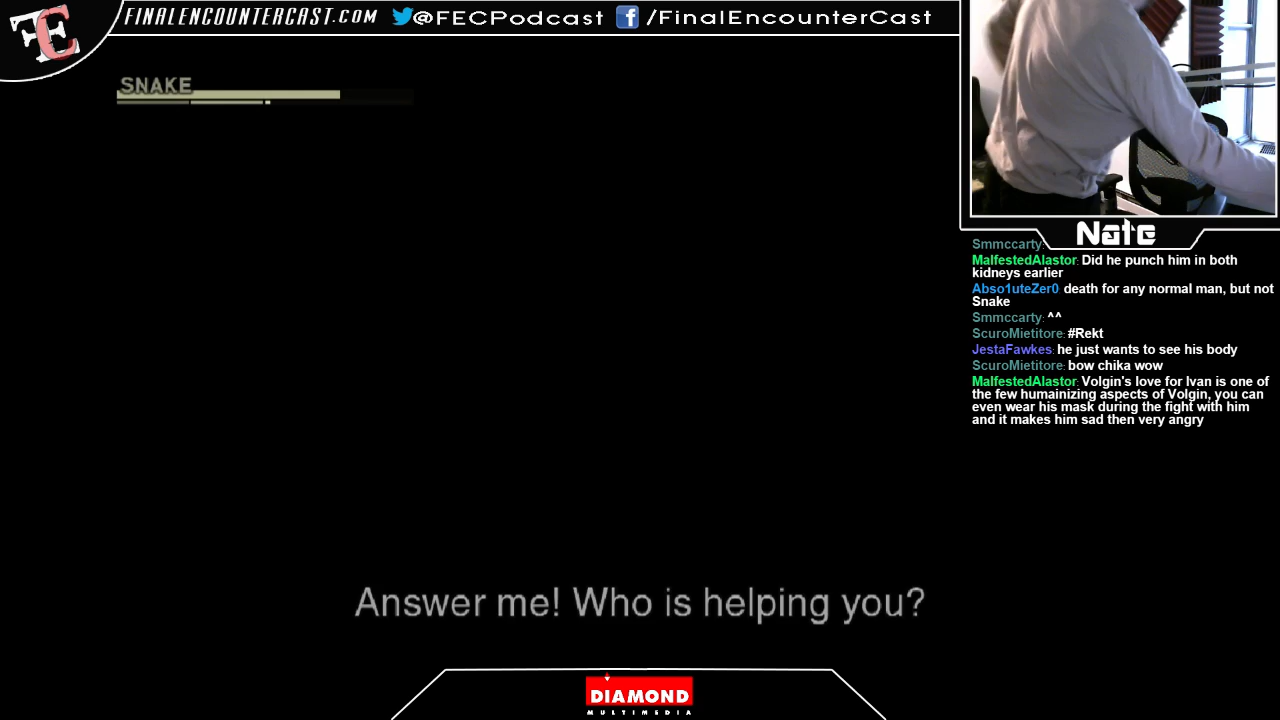 FINALENCOUNTERCAST.COM @FECPodcast f /FinalEncounterCast
FEC
SNAKE
Nate
Smmccarty:
MalfestedAlastor: Did he punch him in both
kidneys earlier
Abso1uteZer0: death for any normal man, but not
Snake
Smmccarty: ^^
ScuroMietitore: #Rekt
JestaFawkes: he just wants to see his body
ScuroMietitore: bow chika wow
MalfestedAlastor: Volgin's love for Ivan is one of
the few humainizing aspects of Volgin, you can
even wear his mask during the fight with him
and it makes him sad then very angry
Answer me! Who is helping you?
DIAMOND
MULTIMEDIA